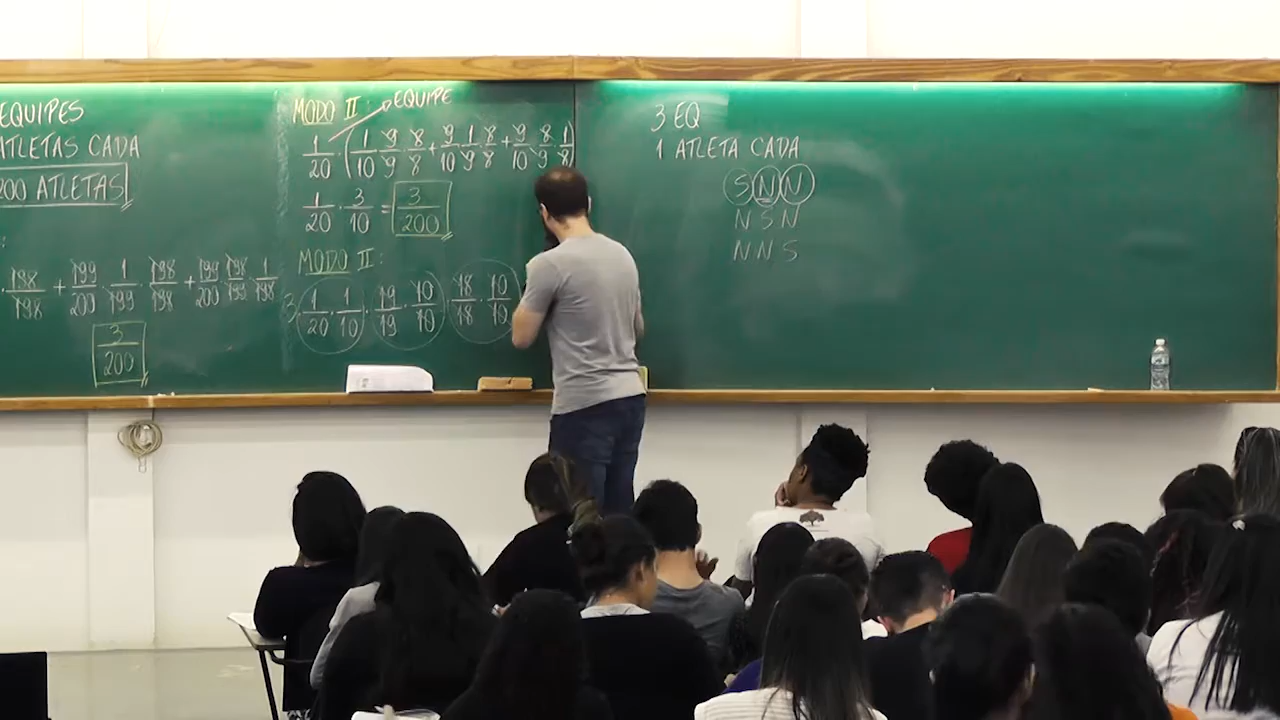 EQUIPES
ATLETAS CADA
200 ATLETAS
198/198 + 199/200 · 1/199 · 198/198 + 199/200 · 198/199 · 1/198
3/200
MODO II : EQUIPE
1/20 · (1/10 · 9/9 · 8/8 + 9/10 · 1/9 · 8/8 + 9/10 · 8/9 · 1/8)
1/20 · 3/10 = 3/200
MODO II :
3 · 1/20 · 1/10 · 19/19 · 10/10 · 18/18 · 10/10
3 EQ
1 ATLETA CADA
S N N
N S N
N N S